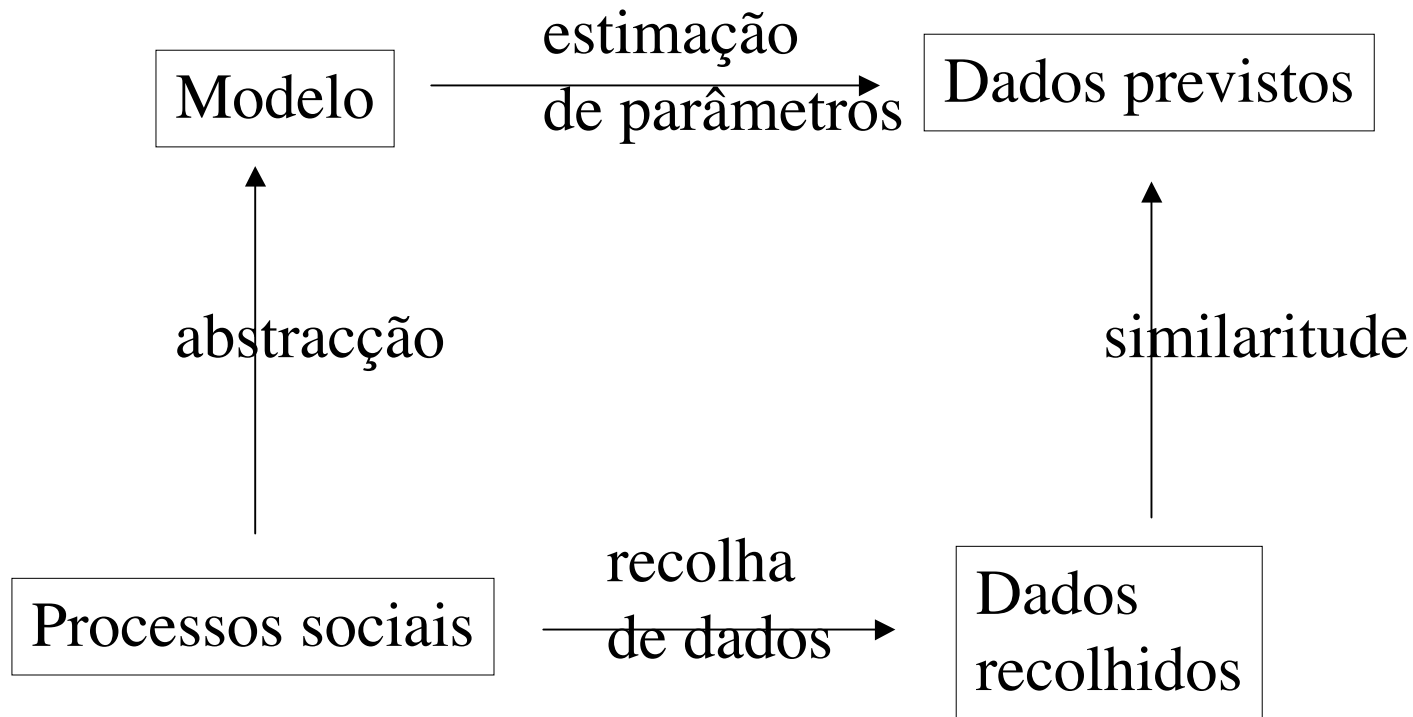 estimação
de parâmetros
Modelo
Dados previstos
abstracção
similaritude
recolha
de dados
Processos sociais
Dados
recolhidos